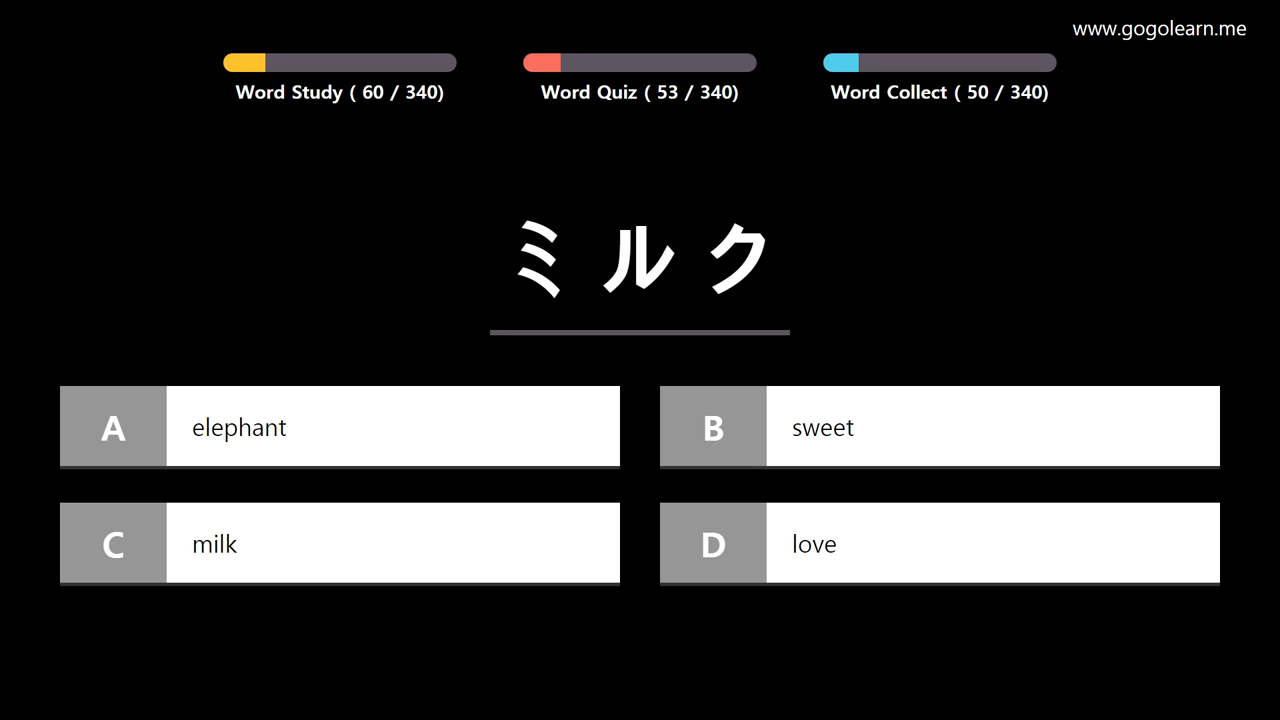 www.gogolearn.me
Word Study ( 60 / 340)
Word Quiz ( 53 / 340)
Word Collect ( 50 / 340)
ミルク
A elephant
B sweet
C milk
D love